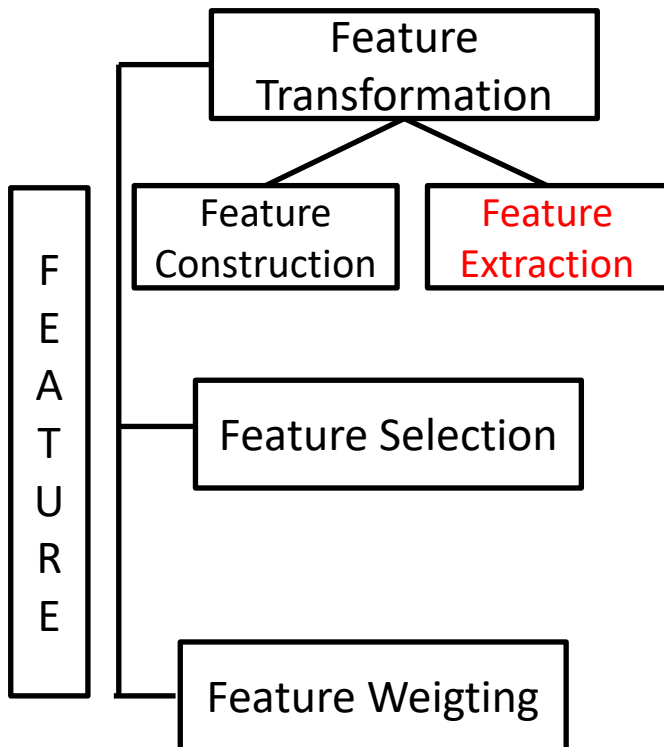 Feature
Transformation
Feature
Construction
Feature
Extraction
F
E
A
T
U
R
E
Feature Selection
Feature Weigting